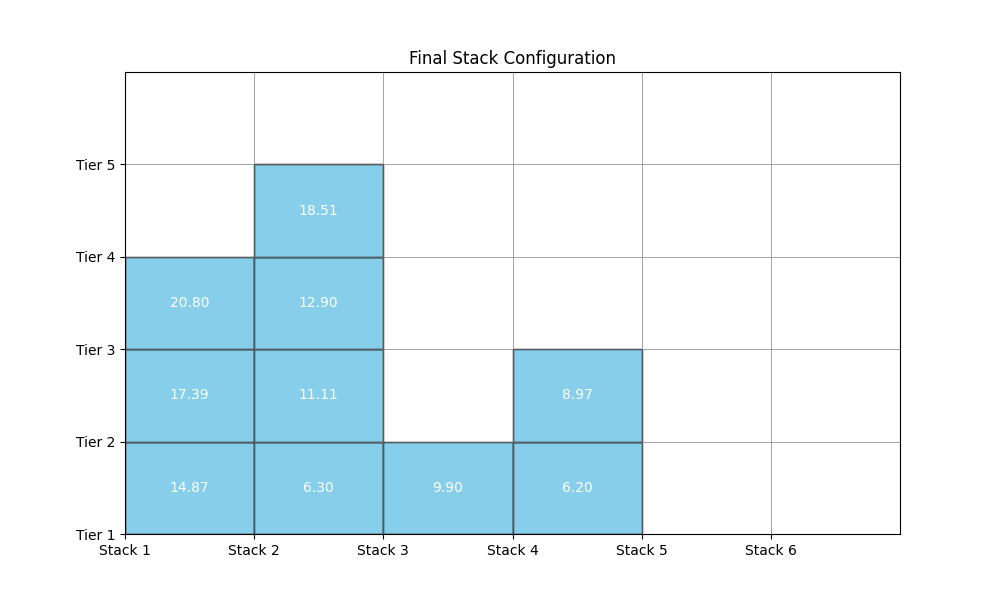 Final Stack Configuration
Tier 5
18.51
Tier 4
20.80 12.90
Tier 3
17.39 11.11 8.97
Tier 2
14.87 6.30 9.90 6.20
Tier 1
Stack 1 Stack 2 Stack 3 Stack 4 Stack 5 Stack 6